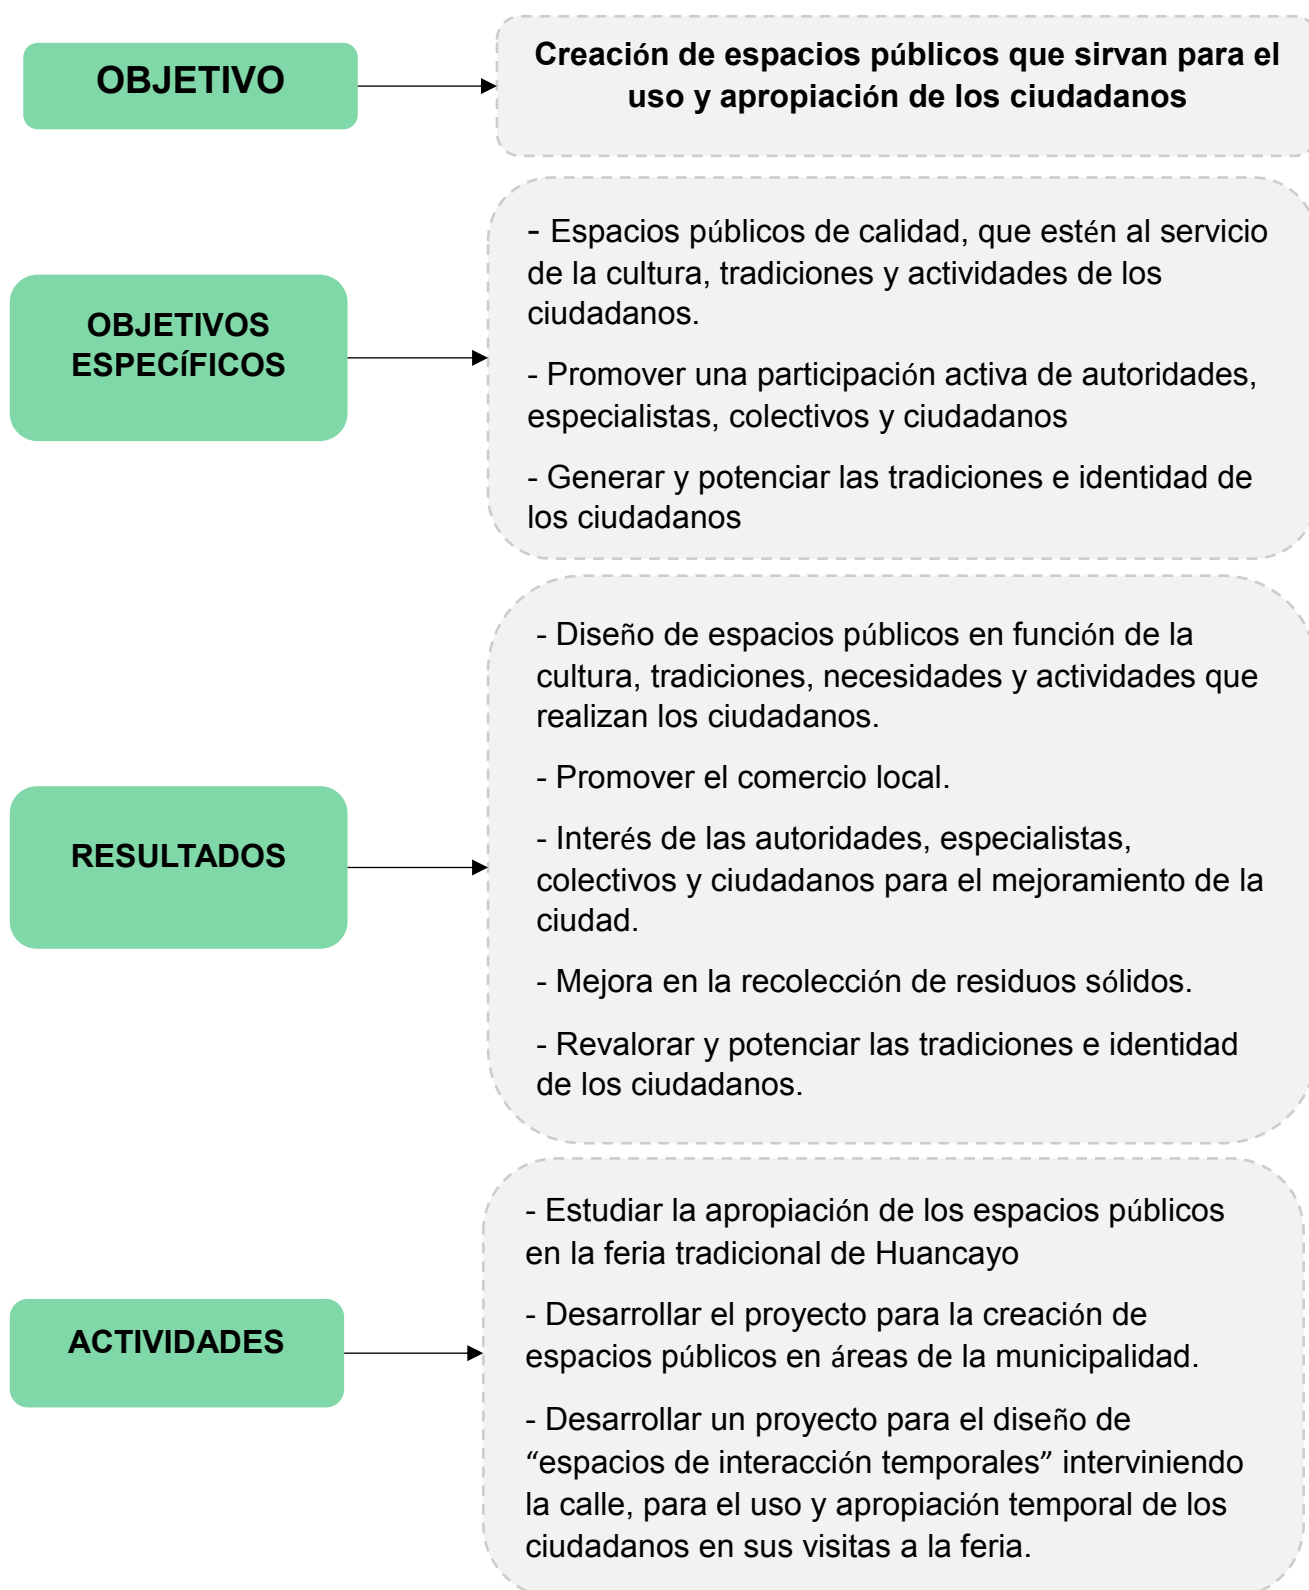 OBJETIVO
Creación de espacios públicos que sirvan para el
uso y apropiación de los ciudadanos
OBJETIVOS
ESPECÍFICOS
- Espacios públicos de calidad, que estén al servicio
de la cultura, tradiciones y actividades de los
ciudadanos.
- Promover una participación activa de autoridades,
especialistas, colectivos y ciudadanos
- Generar y potenciar las tradiciones e identidad de
los ciudadanos
RESULTADOS
- Diseño de espacios públicos en función de la
cultura, tradiciones, necesidades y actividades que
realizan los ciudadanos.
- Promover el comercio local.
- Interés de las autoridades, especialistas,
colectivos y ciudadanos para el mejoramiento de la
ciudad.
- Mejora en la recolección de residuos sólidos.
- Revalorar y potenciar las tradiciones e identidad
de los ciudadanos.
ACTIVIDADES
- Estudiar la apropiación de los espacios públicos
en la feria tradicional de Huancayo
- Desarrollar el proyecto para la creación de
espacios públicos en áreas de la municipalidad.
- Desarrollar un proyecto para el diseño de
“espacios de interacción temporales” interviniendo
la calle, para el uso y apropiación temporal de los
ciudadanos en sus visitas a la feria.